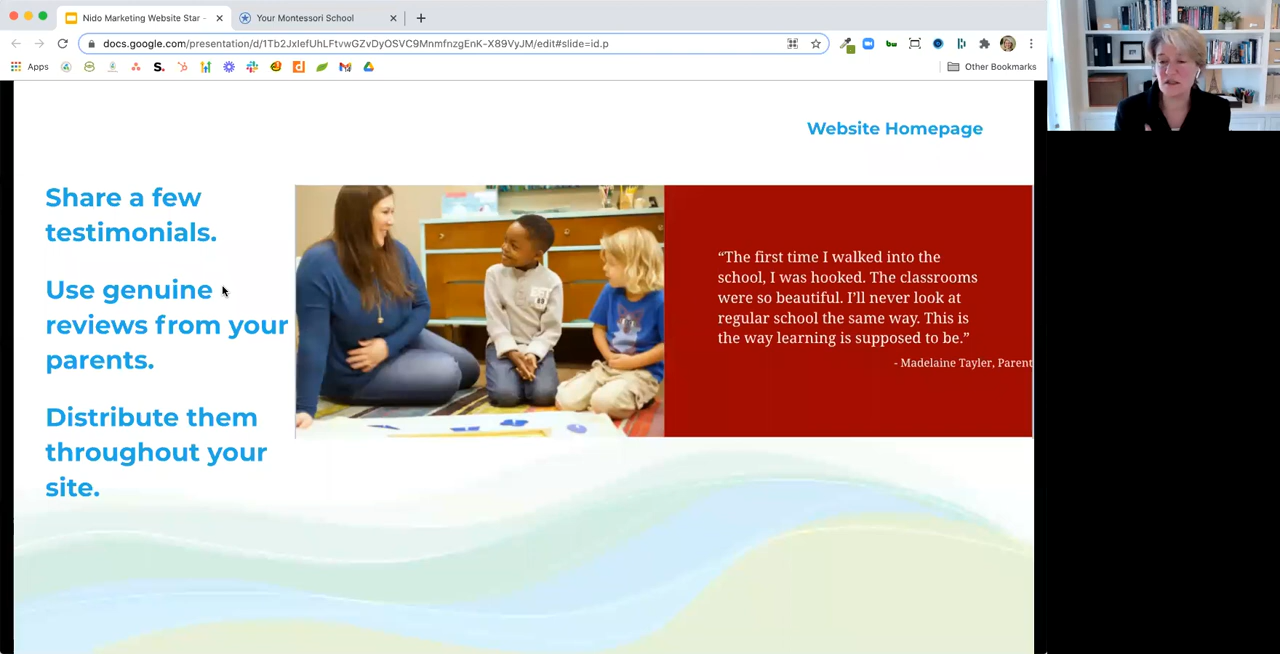 Nido Marketing Website Star -
Your Montessori School
docs.google.com/presentation/d/1Tb2JxIefUhLFtvwGZvDyOSVC9MnmfnzgEnK-X89VyJM/edit#slide=id.p
Apps
Other Bookmarks
Website Homepage
Share a few
testimonials.
Use genuine
reviews from your
parents.
Distribute them
throughout your
site.
“The first time I walked into the
school, I was hooked. The classrooms
were so beautiful. I’ll never look at
regular school the same way. This is
the way learning is supposed to be.”
- Madelaine Tayler, Parent